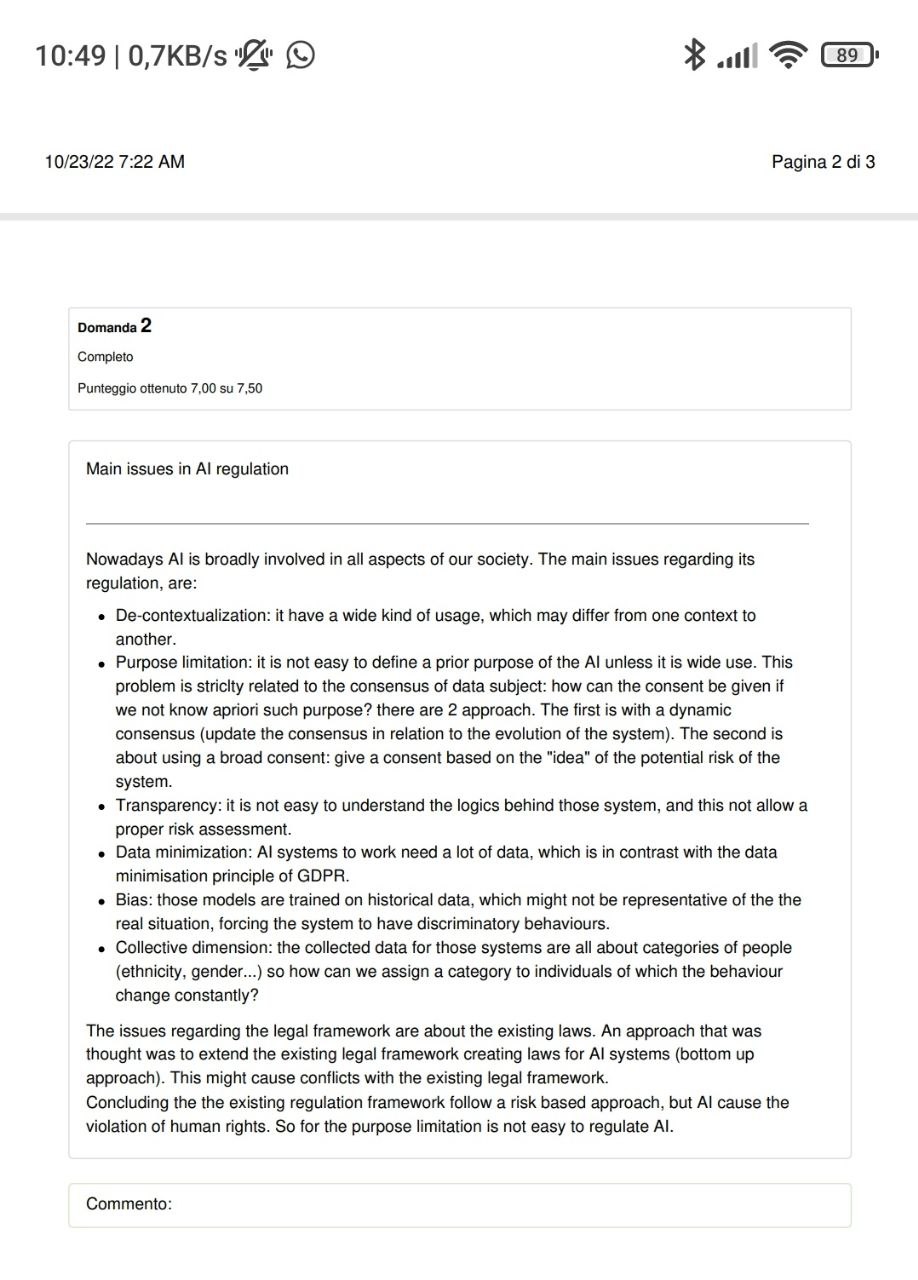 10:49 | 0,7KB/s
89
10/23/22 7:22 AM
Pagina 2 di 3
Domanda 2
Completo
Punteggio ottenuto 7,00 su 7,50
Main issues in AI regulation
Nowadays AI is broadly involved in all aspects of our society. The main issues regarding its
regulation, are:
• De-contextualization: it have a wide kind of usage, which may differ from one context to
another.
• Purpose limitation: it is not easy to define a prior purpose of the AI unless it is wide use. This
problem is striclty related to the consensus of data subject: how can the consent be given if
we not know apriori such purpose? there are 2 approach. The first is with a dynamic
consensus (update the consensus in relation to the evolution of the system). The second is
about using a broad consent: give a consent based on the "idea" of the potential risk of the
system.
• Transparency: it is not easy to understand the logics behind those system, and this not allow a
proper risk assessment.
• Data minimization: AI systems to work need a lot of data, which is in contrast with the data
minimisation principle of GDPR.
• Bias: those models are trained on historical data, which might not be representative of the the
real situation, forcing the system to have discriminatory behaviours.
• Collective dimension: the collected data for those systems are all about categories of people
(ethnicity, gender...) so how can we assign a category to individuals of which the behaviour
change constantly?
The issues regarding the legal framework are about the existing laws. An approach that was
thought was to extend the existing legal framework creating laws for AI systems (bottom up
approach). This might cause conflicts with the existing legal framework.
Concluding the the existing regulation framework follow a risk based approach, but AI cause the
violation of human rights. So for the purpose limitation is not easy to regulate AI.
Commento: